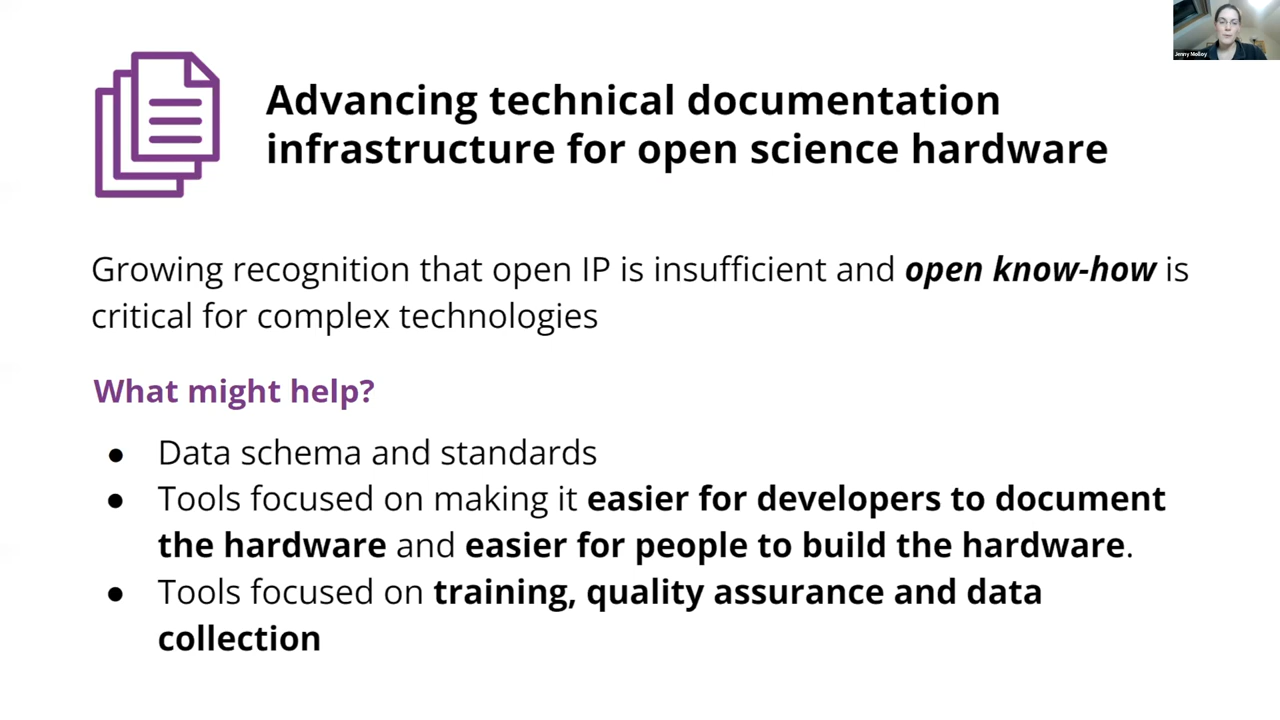 Jenny Molloy
Advancing technical documentation
infrastructure for open science hardware
Growing recognition that open IP is insufficient and open know-how is
critical for complex technologies
What might help?
● Data schema and standards
● Tools focused on making it easier for developers to document
the hardware and easier for people to build the hardware.
● Tools focused on training, quality assurance and data
collection